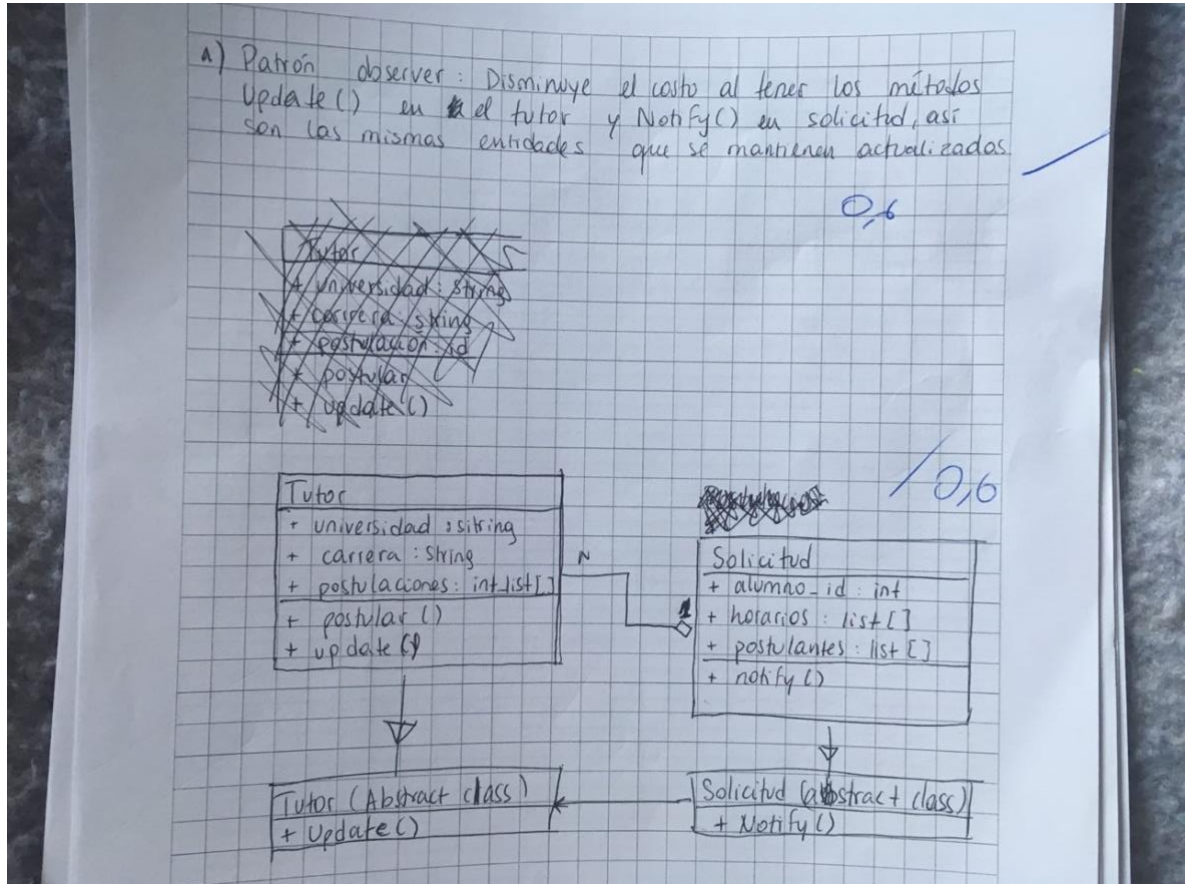 A) Patrón observer: Disminuye el costo al tener los métodos
Update() en el tutor y Notify() en solicitud, así
son las mismas entidades que se mantienen actualizadas
0,6
Tutor
+ universidad: string
+ carrera: string
+ postulación: id
+ postular
+ update()
/0,6
Tutor
+ universidad : sitring
+ carrera : string
+ postulaciones: int list[]
+ postular ()
+ update ()
N
1
Solicitud
+ alumno_id : int
+ horarios : list []
+ postulantes : list []
+ notify ()
Tutor (Abstract class)
+ Update()
Solicitud (abstract class)
+ Notify()